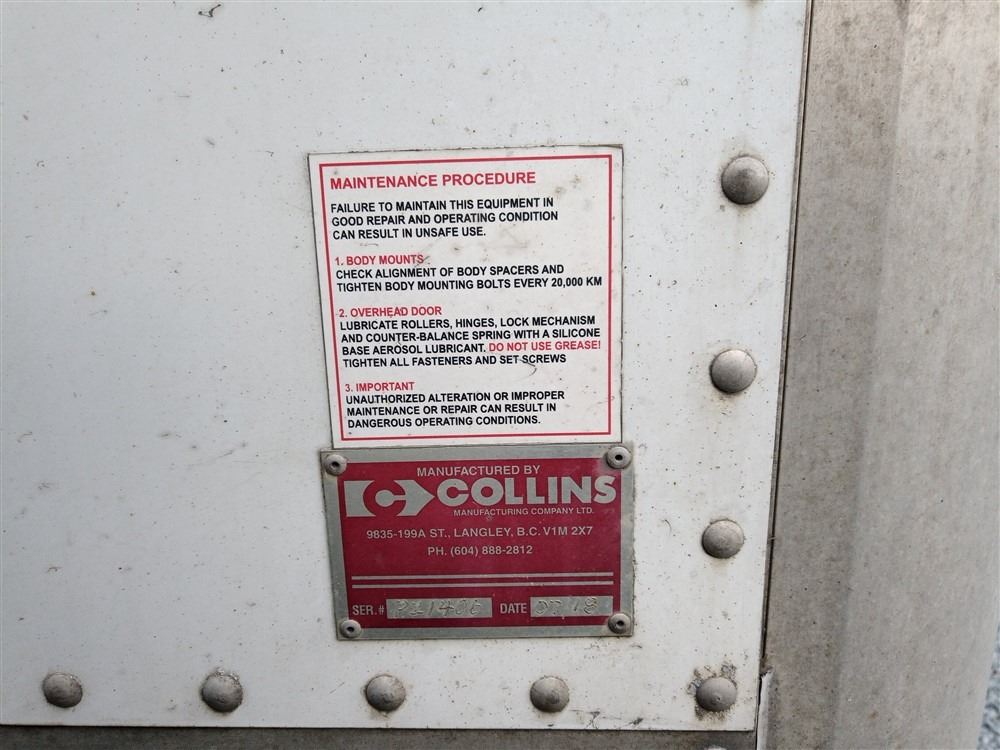 MAINTENANCE PROCEDURE
FAILURE TO MAINTAIN THIS EQUIPMENT IN
GOOD REPAIR AND OPERATING CONDITION
CAN RESULT IN UNSAFE USE.
1. BODY MOUNTS
CHECK ALIGNMENT OF BODY SPACERS AND
TIGHTEN BODY MOUNTING BOLTS EVERY 20,000 KM
2. OVERHEAD DOOR
LUBRICATE ROLLERS, HINGES, LOCK MECHANISM
AND COUNTER-BALANCE SPRING WITH A SILICONE
BASE AEROSOL LUBRICANT. DO NOT USE GREASE!
TIGHTEN ALL FASTENERS AND SET SCREWS
3. IMPORTANT
UNAUTHORIZED ALTERATION OR IMPROPER
MAINTENANCE OR REPAIR CAN RESULT IN
DANGEROUS OPERATING CONDITIONS.
MANUFACTURED BY
C COLLINS
MANUFACTURING COMPANY LTD.
9835-199A ST., LANGLEY, B.C. V1M 2X7
PH. (604) 888-2812
SER. # DATE